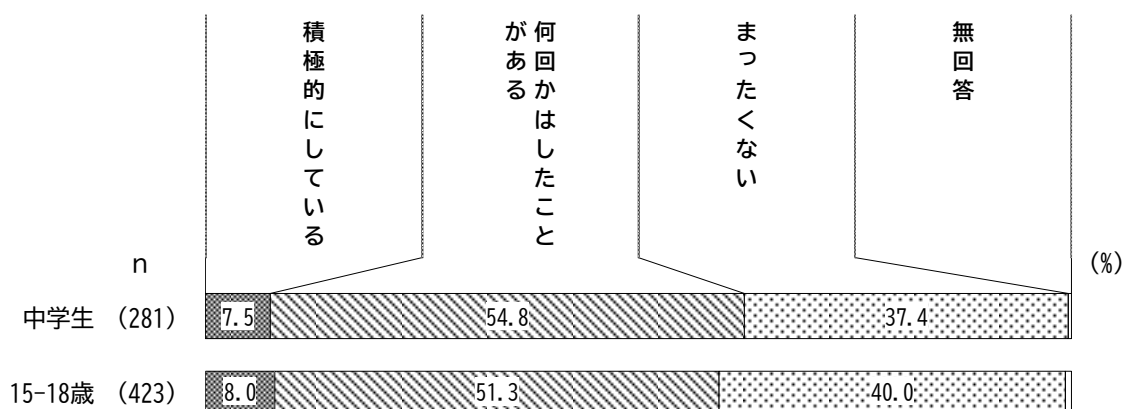 積極的にしている
何回かはしたこと
がある
まったくない
無回答
n
(%)
中学生 (281) 7.5 54.8 37.4
15-18歳 (423) 8.0 51.3 40.0